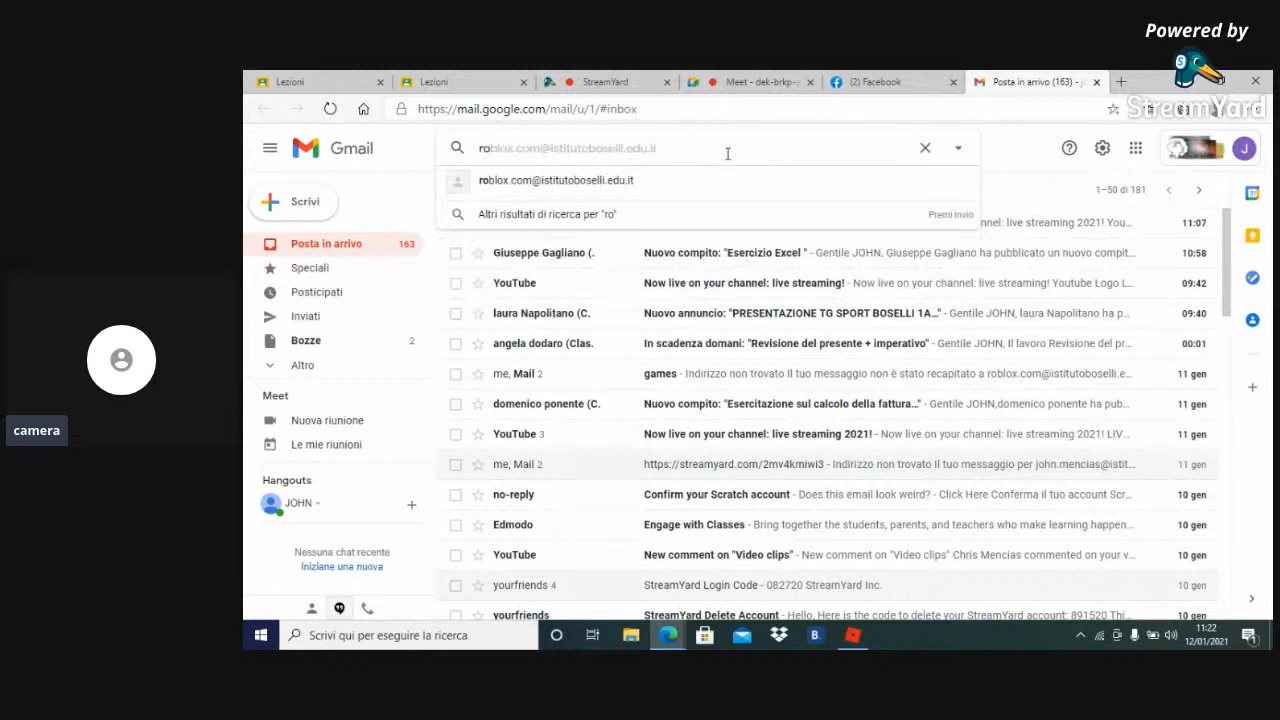 Powered by
StreamYard
Lezioni
Lezioni
StreamYard
Meet - dek-brkp-
(2) Facebook
Posta in arrivo (163) - j
https://mail.google.com/mail/u/1/#inbox
Gmail
roblox.com@istitutoboselli.edu.it
J
roblox.com@istitutoboselli.edu.it
Altri risultati di ricerca per "ro"
Premi Invio
Scrivi
1–50 di 181
Posta in arrivo 163
Speciali
Posticipati
Inviati
Bozze 2
Altro
Meet
Nuova riunione
Le mie riunioni
Hangouts
JOHN
Nessuna chat recente
Iniziane una nuova
live streaming 2021! You... 11:07
Giuseppe Gagliano (. Nuovo compito: "Esercizio Excel " - Gentile JOHN, Giuseppe Gagliano ha pubblicato un nuovo compit... 10:58
YouTube Now live on your channel: live streaming! - Now live on your channel: live streaming! Youtube Logo L... 09:42
laura Napolitano (C. Nuovo annuncio: "PRESENTAZIONE TG SPORT BOSELLI 1A..." - Gentile JOHN, laura Napolitano ha p... 09:40
angela dodaro (Clas. In scadenza domani: "Revisione del presente + imperativo" - Gentile JOHN, Il lavoro Revisione del pr... 00:01
me, Mail 2 games - Indirizzo non trovato Il tuo messaggio non è stato recapitato a roblox.com@istitutoboselli.e... 11 gen
domenico ponente (C. Nuovo compito: "Esercitazione sul calcolo della fattura..." - Gentile JOHN,domenico ponente ha pub... 11 gen
YouTube 3 Now live on your channel: live streaming 2021! - Now live on your channel: live streaming 2021! LIV... 11 gen
me, Mail 2 https://streamyard.com/2mv4kmiwi3 - Indirizzo non trovato Il tuo messaggio per john.mencias@istit... 11 gen
no-reply Confirm your Scratch account - Does this email look weird? - Click Here Conferma il tuo account Scr... 10 gen
Edmodo Engage with Classes - Bring together the students, parents, and teachers who make learning happen... 10 gen
YouTube New comment on "Video clips" - New comment on "Video clips" Chris Mencias commented on your v... 10 gen
yourfriends 4 StreamYard Login Code - 082720 StreamYard Inc. 10 gen
yourfriends StreamYard Delete Account - Hello, Here is the code to delete your StreamYard account: 891520 Thi... 10 gen
camera
Scrivi qui per eseguire la ricerca
B.
11:22
12/01/2021
1